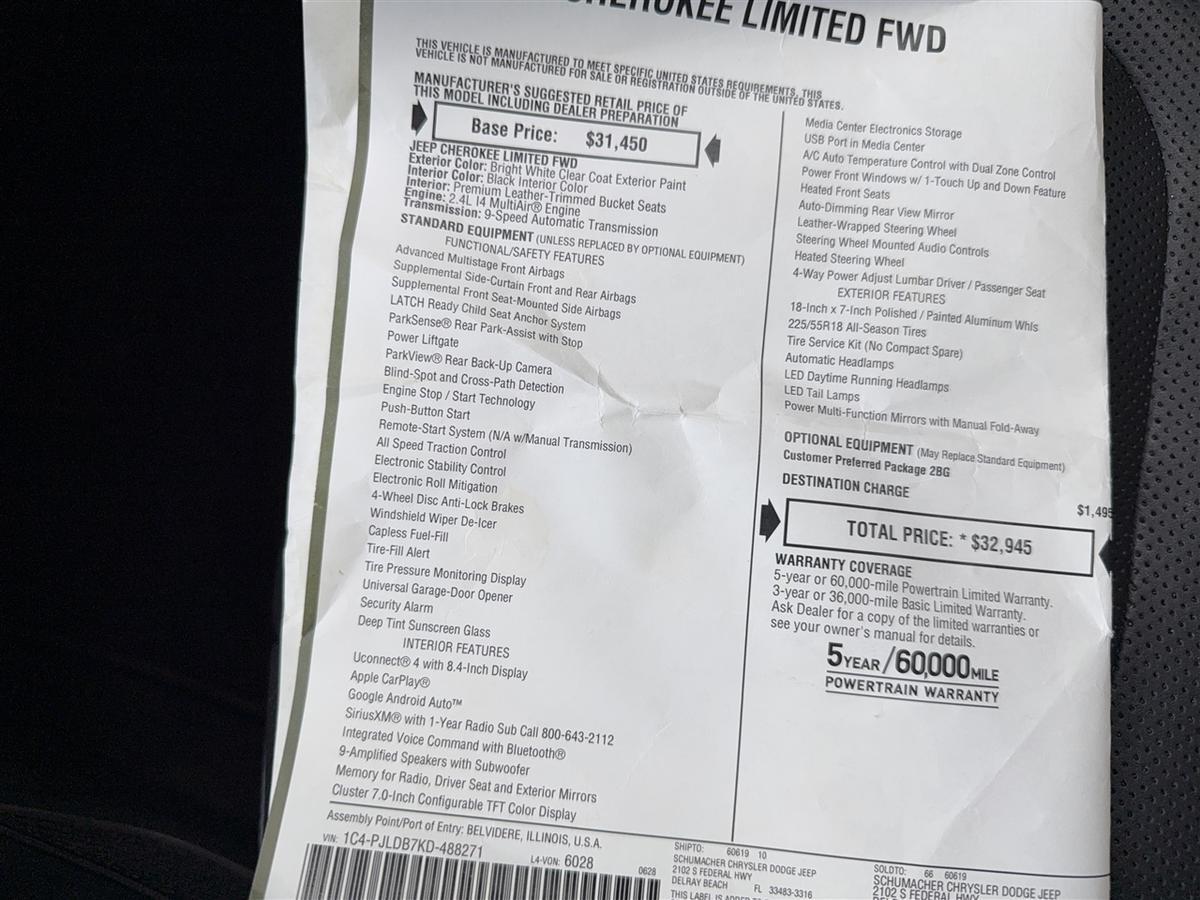 CHEROKEE LIMITED FWD
THIS VEHICLE IS MANUFACTURED TO MEET SPECIFIC UNITED STATES REQUIREMENTS. THIS
VEHICLE IS NOT MANUFACTURED FOR SALE OR REGISTRATION OUTSIDE OF THE UNITED STATES.
MANUFACTURER'S SUGGESTED RETAIL PRICE OF
THIS MODEL INCLUDING DEALER PREPARATION
Base Price: $31,450
JEEP CHEROKEE LIMITED FWD
Exterior Color: Bright White Clear Coat Exterior Paint
Interior Color: Black Interior Color
Interior: Premium Leather-Trimmed Bucket Seats
Engine: 2.4L I4 MultiAir® Engine
Transmission: 9-Speed Automatic Transmission
STANDARD EQUIPMENT (UNLESS REPLACED BY OPTIONAL EQUIPMENT)
FUNCTIONAL/SAFETY FEATURES
Advanced Multistage Front Airbags
Supplemental Side-Curtain Front and Rear Airbags
Supplemental Front Seat-Mounted Side Airbags
LATCH Ready Child Seat Anchor System
ParkSense® Rear Park-Assist with Stop
Power Liftgate
ParkView® Rear Back-Up Camera
Blind-Spot and Cross-Path Detection
Engine Stop / Start Technology
Push-Button Start
Remote-Start System (N/A w/Manual Transmission)
All Speed Traction Control
Electronic Stability Control
Electronic Roll Mitigation
4-Wheel Disc Anti-Lock Brakes
Windshield Wiper De-Icer
Capless Fuel-Fill
Tire-Fill Alert
Tire Pressure Monitoring Display
Universal Garage-Door Opener
Security Alarm
Deep Tint Sunscreen Glass
INTERIOR FEATURES
Uconnect® 4 with 8.4-Inch Display
Apple CarPlay®
Google Android Auto™
SiriusXM® with 1-Year Radio Sub Call 800-643-2112
Integrated Voice Command with Bluetooth®
9-Amplified Speakers with Subwoofer
Memory for Radio, Driver Seat and Exterior Mirrors
Cluster 7.0-Inch Configurable TFT Color Display
Media Center Electronics Storage
USB Port in Media Center
A/C Auto Temperature Control with Dual Zone Control
Power Front Windows w/ 1-Touch Up and Down Feature
Heated Front Seats
Auto-Dimming Rear View Mirror
Leather-Wrapped Steering Wheel
Steering Wheel Mounted Audio Controls
Heated Steering Wheel
4-Way Power Adjust Lumbar Driver / Passenger Seat
EXTERIOR FEATURES
18-Inch x 7-Inch Polished / Painted Aluminum Whls
225/55R18 All-Season Tires
Tire Service Kit (No Compact Spare)
Automatic Headlamps
LED Daytime Running Headlamps
LED Tail Lamps
Power Multi-Function Mirrors with Manual Fold-Away
OPTIONAL EQUIPMENT (May Replace Standard Equipment)
Customer Preferred Package 2BG
DESTINATION CHARGE $1,495
TOTAL PRICE: * $32,945
WARRANTY COVERAGE
5-year or 60,000-mile Powertrain Limited Warranty.
3-year or 36,000-mile Basic Limited Warranty.
Ask Dealer for a copy of the limited warranties or
see your owner's manual for details.
5YEAR/60,000MILE
POWERTRAIN WARRANTY
Assembly Point/Port of Entry: BELVIDERE, ILLINOIS, U.S.A.
VIN: 1C4-PJLDB7KD-488271
L4-VON: 6028
0628
SHIPTO: 60619 10
SCHUMACHER CHRYSLER DODGE JEEP
2102 S FEDERAL HWY
DELRAY BEACH FL 33483-3316
THIS LABEL IS ADDED TO
SOLDTO: 66 60619
SCHUMACHER CHRYSLER DODGE JEEP
2102 S FEDERAL HWY